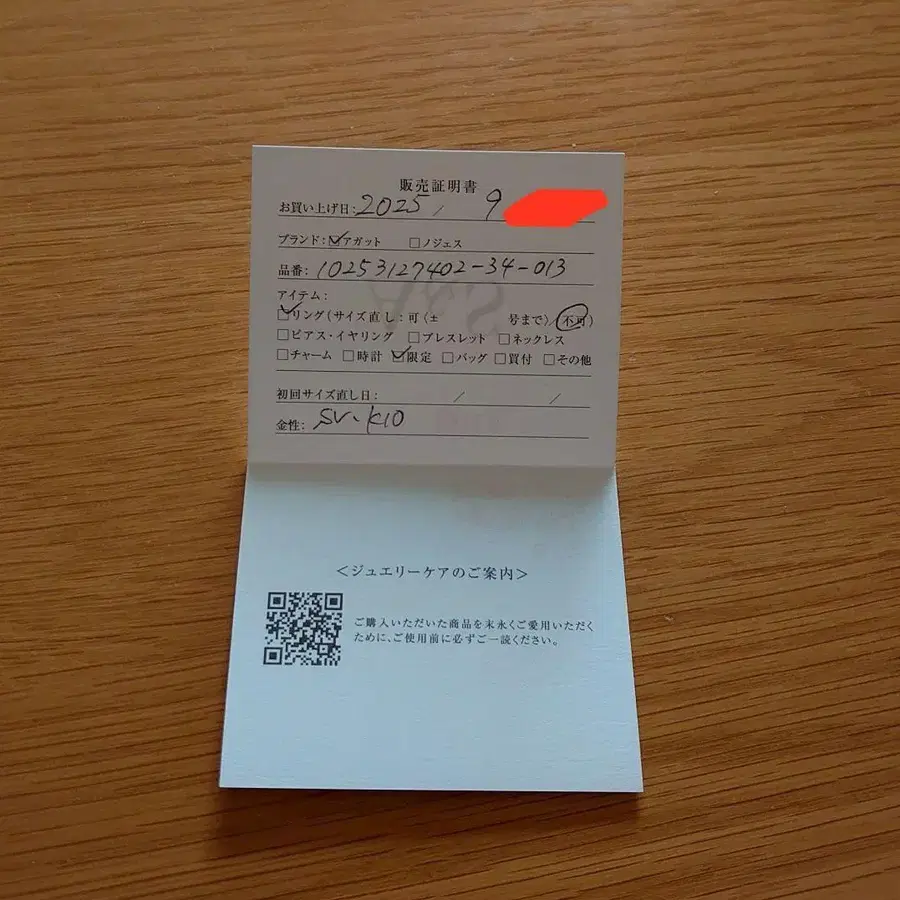 販売証明書
お買い上げ日:2025 / 9
ブランド:☑アガット □ノジェス
品番:10253127402-34-013
アイテム:
☑リング(サイズ直し:可(± 号まで)/不可)
□ピアス・イヤリング □ブレスレット □ネックレス
□チャーム □時計 ☑限定 □バッグ □買付 □その他
初回サイズ直し日: / /
金性:SV、K10
<ジュエリーケアのご案内>
ご購入いただいた商品を末永くご愛用いただく
ために、ご使用前に必ずご一読ください。